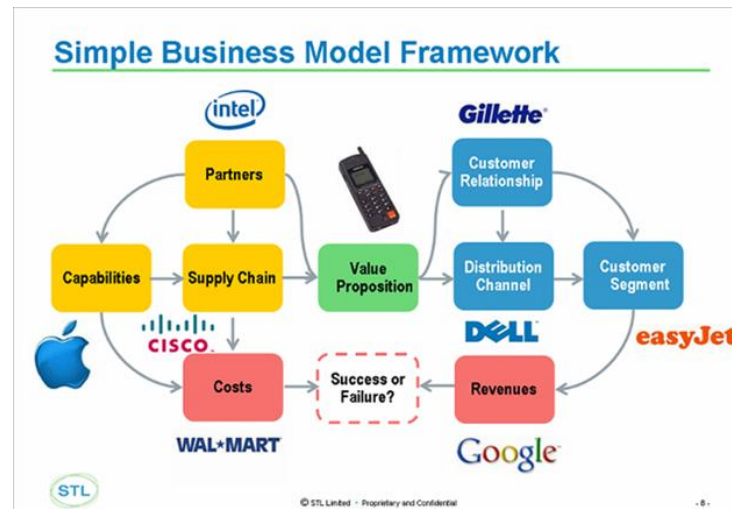 Simple Business Model Framework
intel
Gillette®
Partners
Customer
Relationship
Capabilities
Supply Chain
Value
Proposition
Distribution
Channel
Customer
Segment
CISCO
DELL
easyJet
Costs
Success or
Failure?
Revenues
WAL★MART
Google
STL
© STL Limited • Proprietary and Confidential
- 8 -